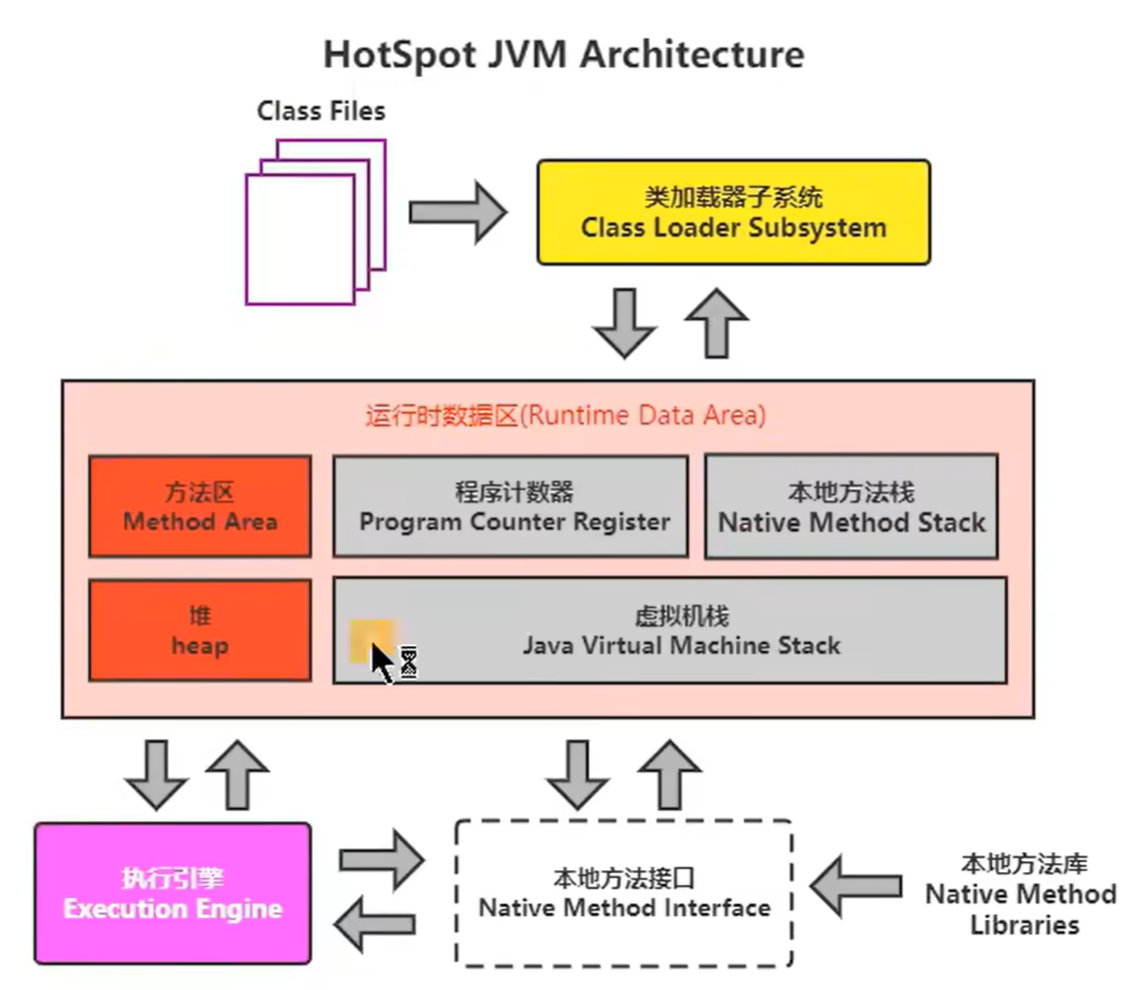 HotSpot JVM Architecture
Class Files
类加载器子系统
Class Loader Subsystem
运行时数据区(Runtime Data Area)
方法区
Method Area
程序计数器
Program Counter Register
本地方法栈
Native Method Stack
堆
heap
虚拟机栈
Java Virtual Machine Stack
执行引擎
Execution Engine
本地方法接口
Native Method Interface
本地方法库
Native Method
Libraries